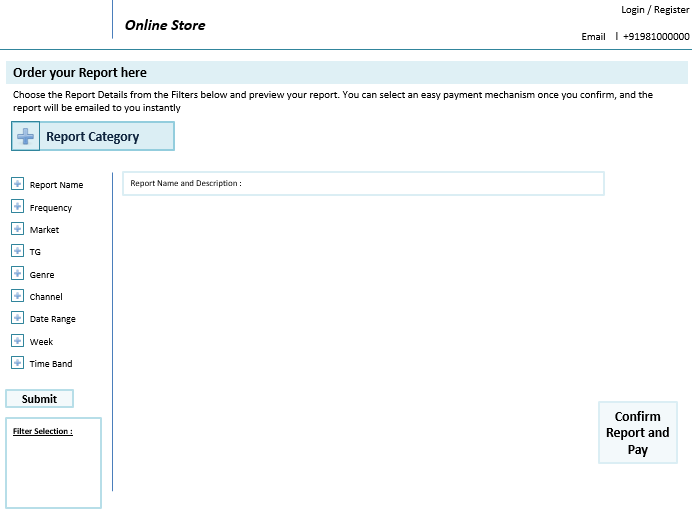 Login / Register
Online Store
Email | +91981000000
Order your Report here
Choose the Report Details from the Filters below and preview your report. You can select an easy payment mechanism once you confirm, and the
report will be emailed to you instantly
Report Category
Report Name
Report Name and Description :
Frequency
Market
TG
Genre
Channel
Date Range
Week
Time Band
Submit
Filter Selection :
Confirm
Report and
Pay